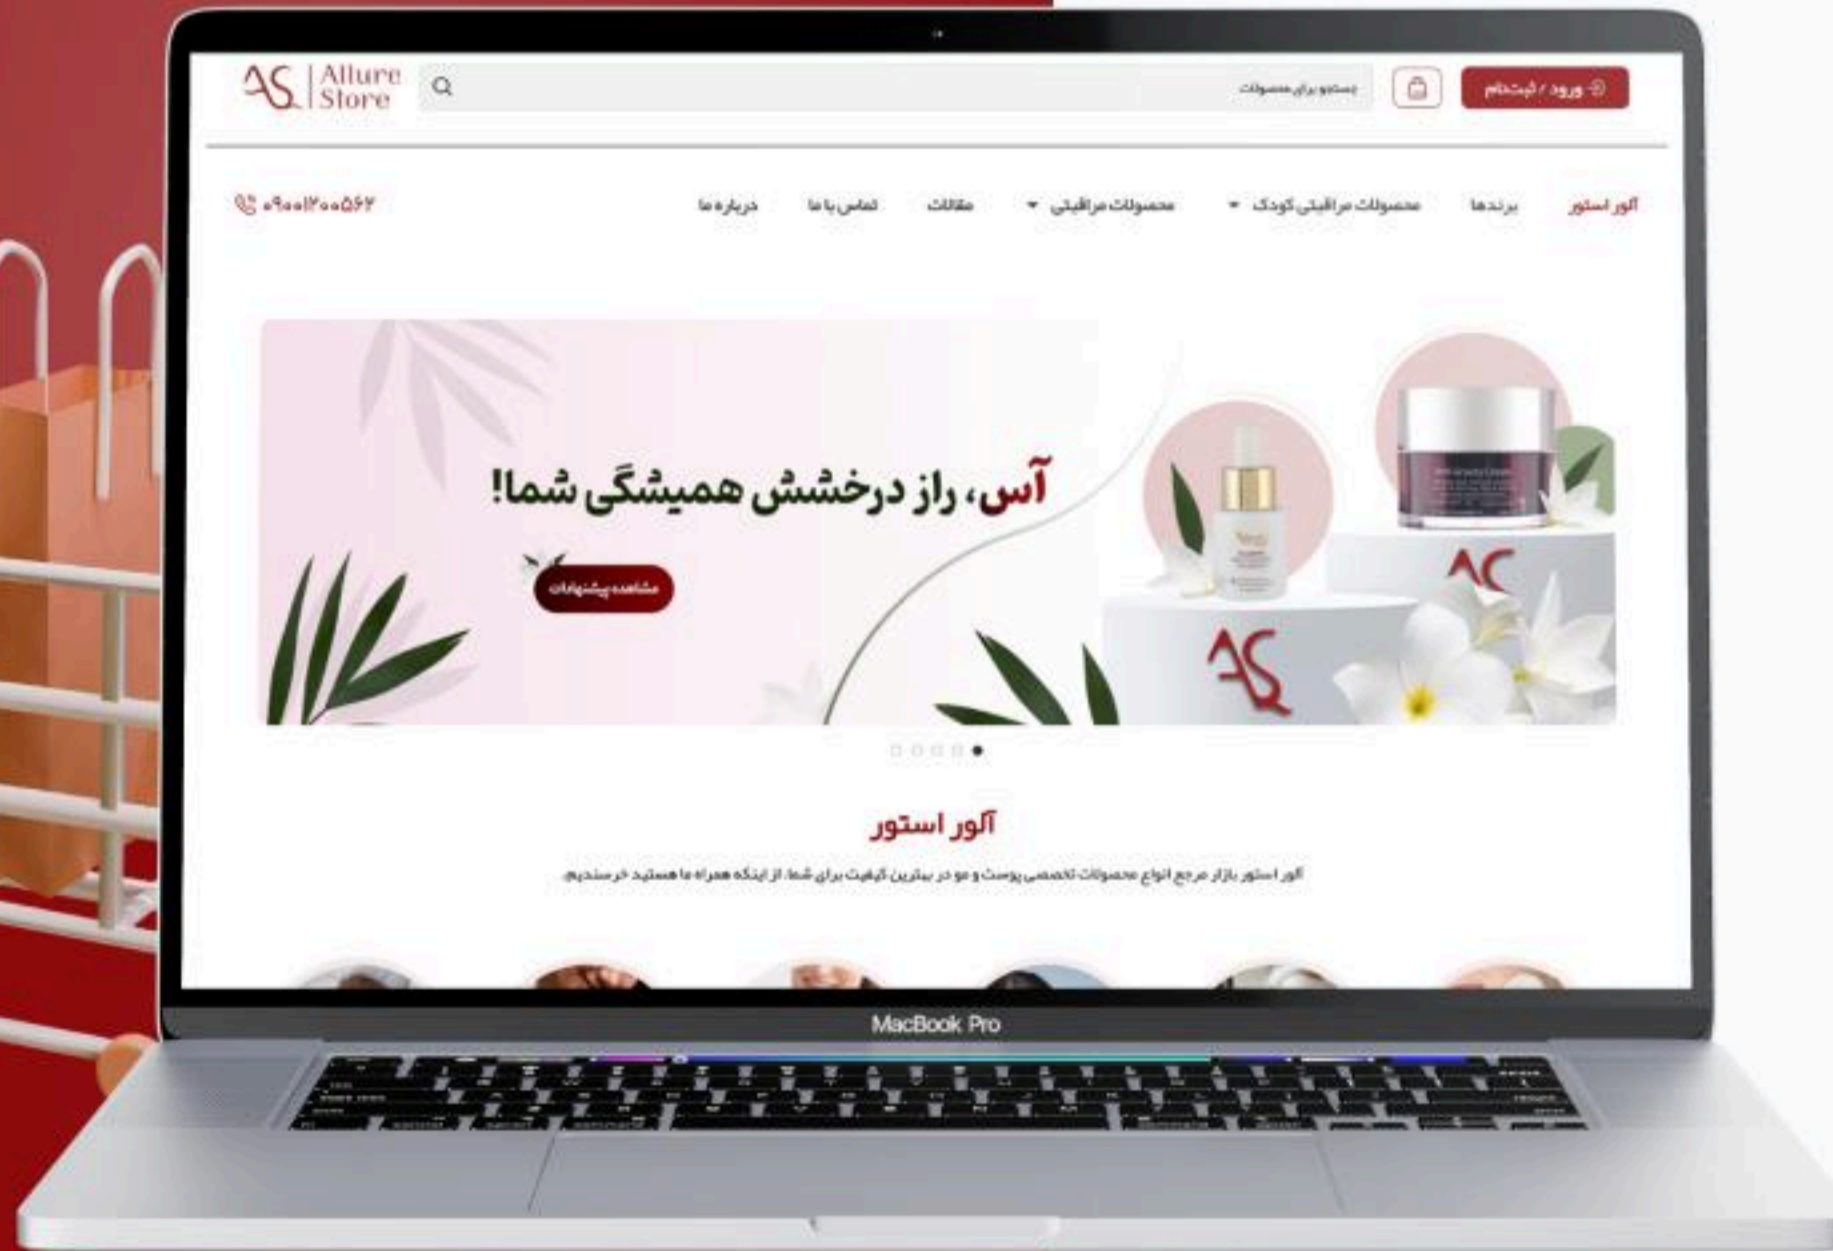 Allure
Store
جستجو برای محصولات
ورود / ثبت‌نام
آلور استور
برندها
محصولات مراقبتی کودک
محصولات مراقبتی
مقالات
تماس با ما
درباره ما
۰۹۰۰۱۲۰۰۵۶۲
آس، راز درخشش همیشگی شما!
مشاهده پیشنهادات
AS
آلور استور
آلور استور بازار مرجع انواع محصولات تخصصی پوست و مو در بهترین کیفیت برای شما. از اینکه همراه ما هستید خرسندیم.
MacBook Pro